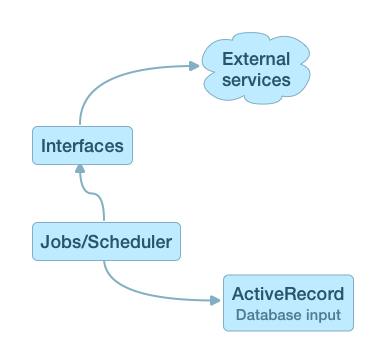 External
services
Interfaces
Jobs/Scheduler
ActiveRecord
Database input